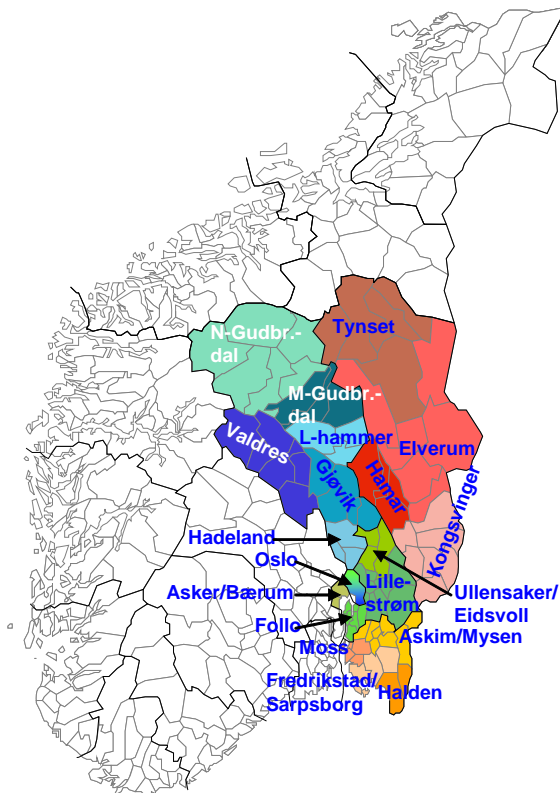 Tynset
N-Gudbr.-
dal
M-Gudbr.-
dal
L-hammer
Valdres
Elverum
Gjøvik
Hamar
Kongsvinger
Hadeland
Oslo
Asker/Bærum
Lille-
strøm
Ullensaker/
Eidsvoll
Follo
Askim/Mysen
Moss
Fredrikstad/
Sarpsborg
Halden